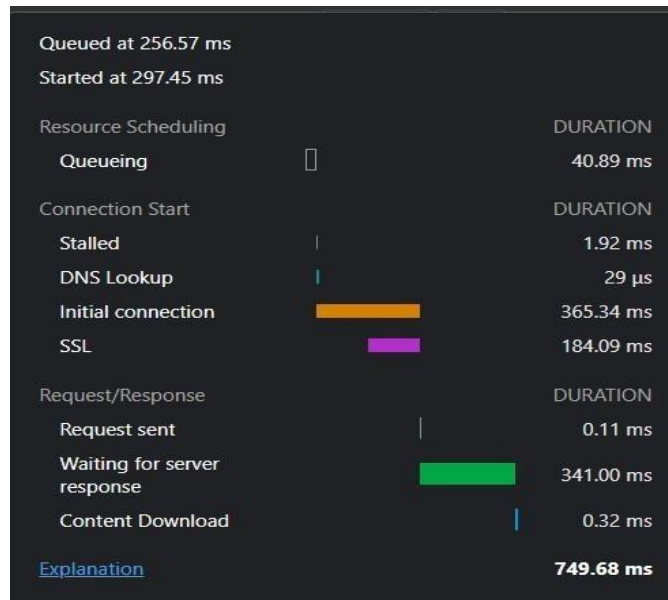 Queued at 256.57 ms
Started at 297.45 ms
Resource Scheduling DURATION
Queueing 40.89 ms
Connection Start DURATION
Stalled 1.92 ms
DNS Lookup 29 μs
Initial connection 365.34 ms
SSL 184.09 ms
Request/Response DURATION
Request sent 0.11 ms
Waiting for server
response 341.00 ms
Content Download 0.32 ms
Explanation 749.68 ms